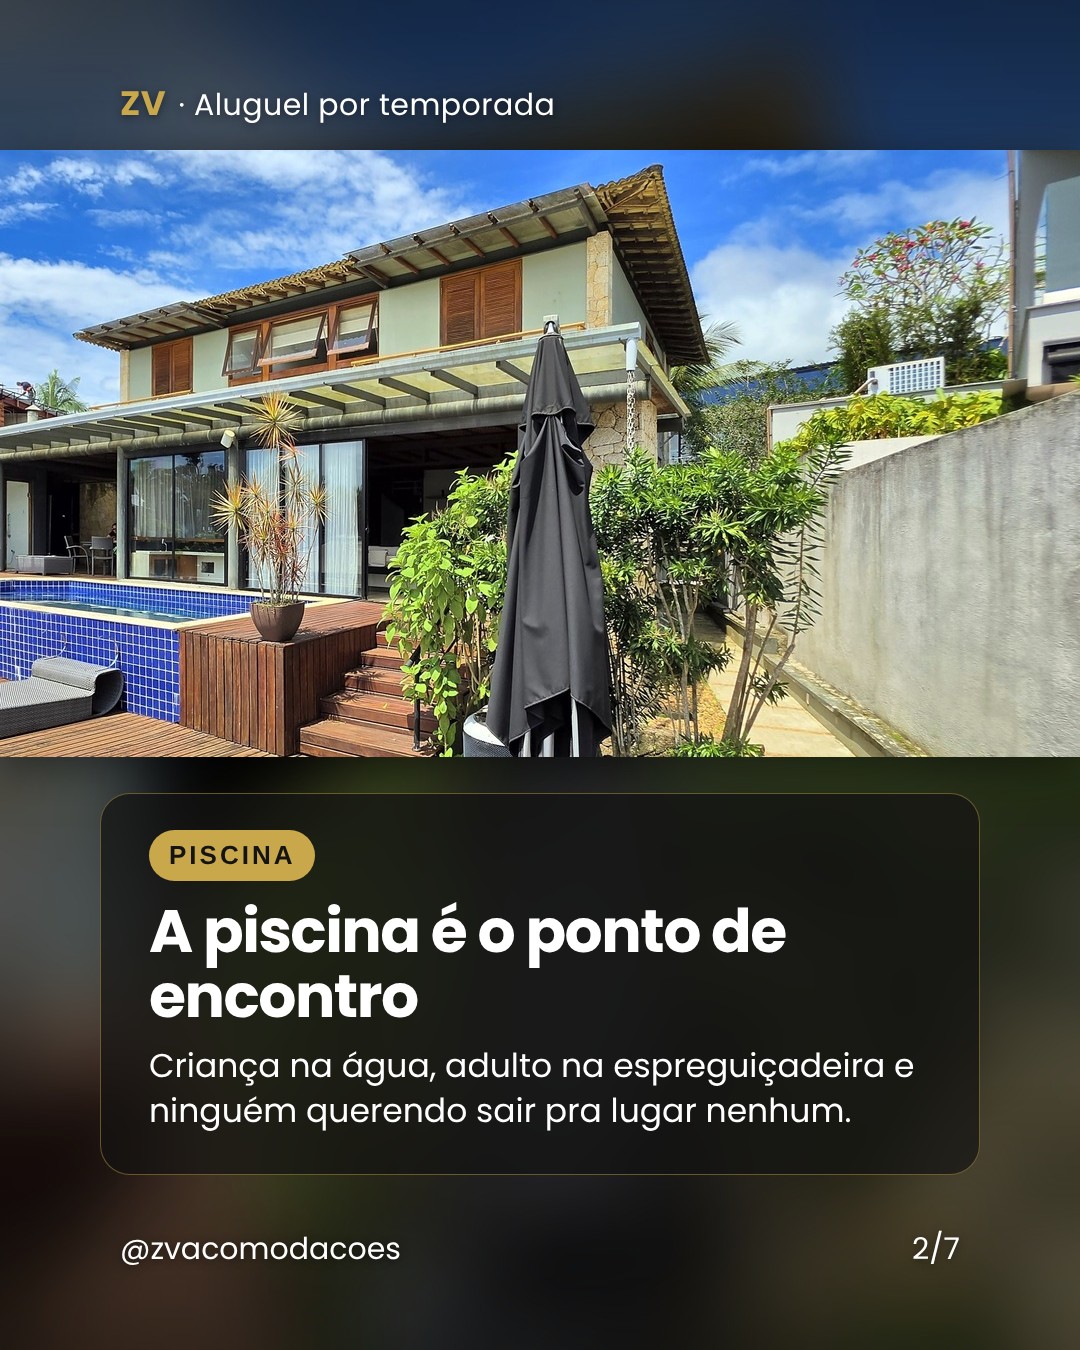 ZV · Aluguel por temporada
PISCINA
A piscina é o ponto de
encontro
Criança na água, adulto na espreguiçadeira e
ninguém querendo sair pra lugar nenhum.
@zvacomodacoes
2/7